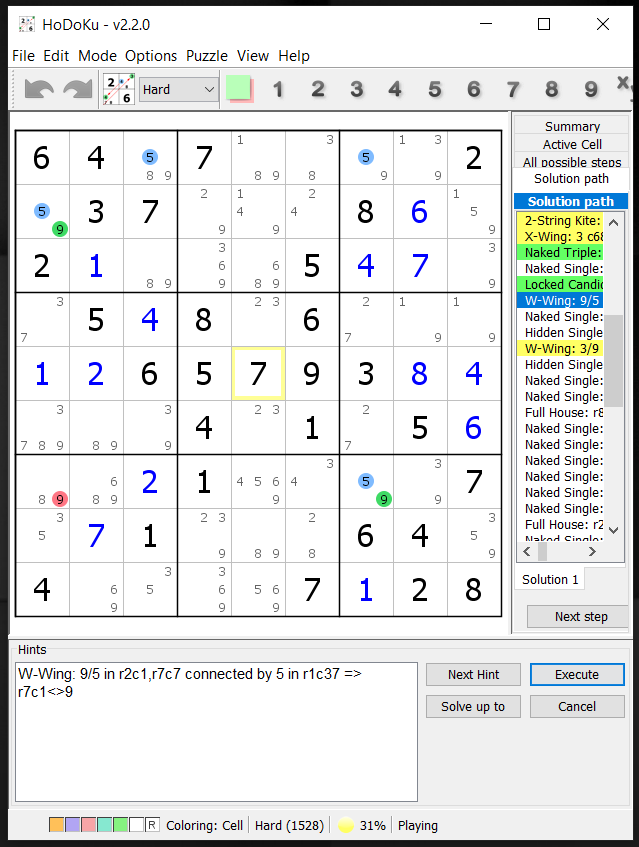 HoDoKu - v2.2.0
File Edit Mode Options Puzzle View Help
2 6 Hard 1 2 3 4 5 6 7 8 9 x
Summary
Active Cell
All possible steps
Solution path
Solution path
2-String Kite:
X-Wing: 3 c68
Naked Triple:
Naked Single:
Locked Candid
W-Wing: 9/5
Naked Single:
Hidden Single
W-Wing: 3/9
Hidden Single
Naked Single:
Naked Single:
Full House: r8
Naked Single:
Naked Single:
Naked Single:
Naked Single:
Naked Single:
Full House: r2
Naked Single:
Solution 1
Next step
6 4 5 8 9 7 1 8 9 3 8 5 9 1 3 9 2
5 9 3 7 2 9 1 4 9 2 4 8 6 1 5 9
2 1 8 9 3 6 9 6 8 9 5 4 7 3 9
3 7 5 4 8 2 3 6 2 7 1 9 1 9
1 2 6 5 7 9 3 8 4
3 7 8 9 8 9 3 9 4 2 3 1 2 7 5 6
8 9 6 8 9 2 1 4 5 6 9 3 4 5 9 3 9 7
3 5 7 1 2 3 9 8 9 2 8 6 4 3 5 9
4 6 9 3 5 3 6 9 5 6 9 7 1 2 8
Hints
W-Wing: 9/5 in r2c1,r7c7 connected by 5 in r1c37 =>
r7c1<>9
Next Hint
Execute
Solve up to
Cancel
R Coloring: Cell Hard (1528) 31% Playing